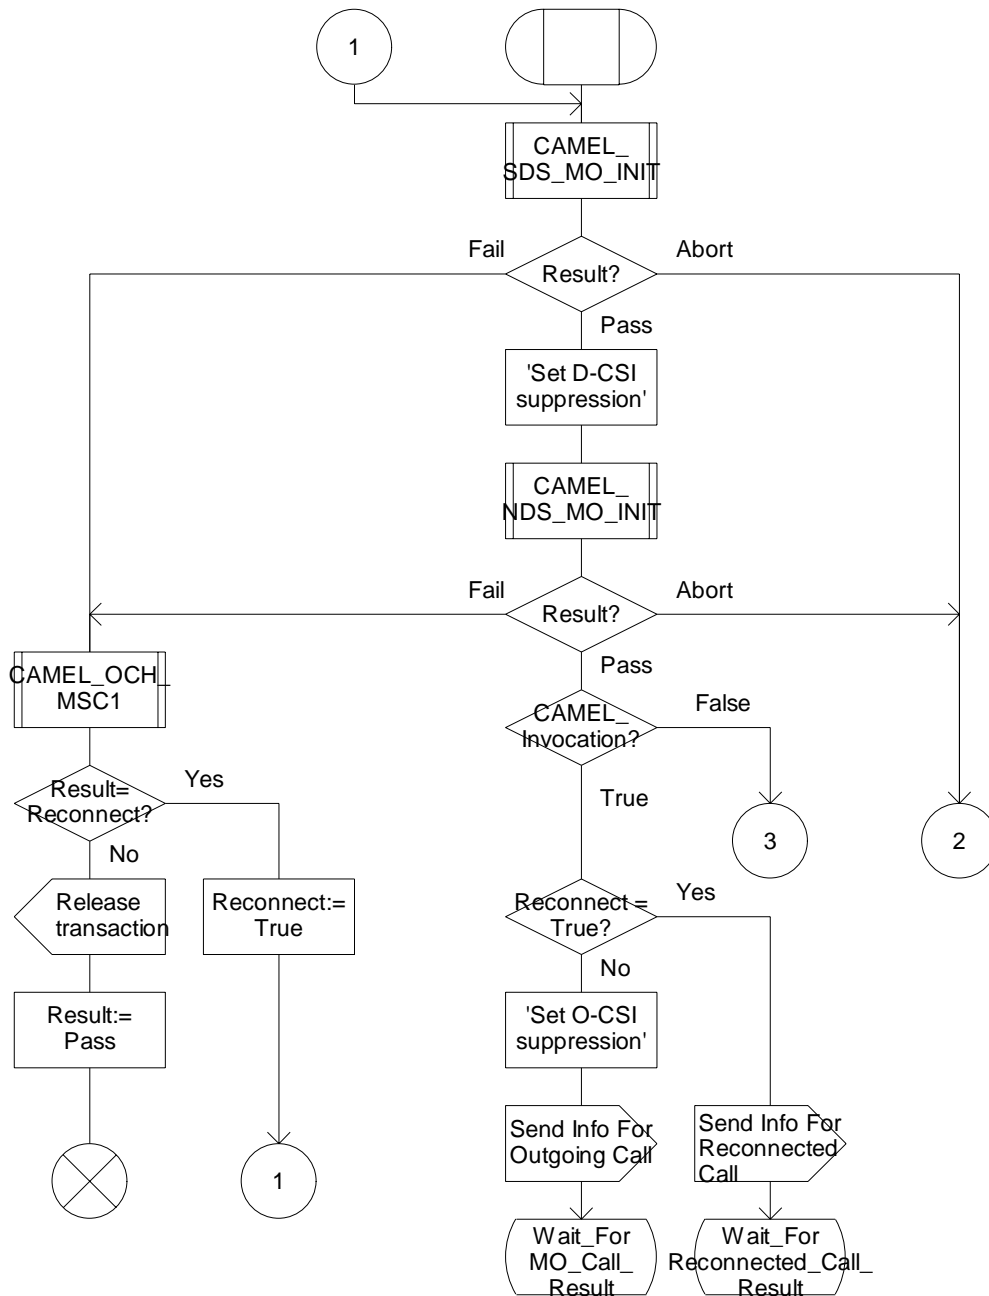 1
CAMEL_
SDS_MO_INIT
Fail
Result?
Abort
Pass
'Set D-CSI
suppression'
CAMEL_
NDS_MO_INIT
Fail
Result?
Abort
Pass
CAMEL_OCH_
MSC1
CAMEL_
Invocation?
False
True
Result=
Reconnect?
Yes
No
3
2
Release
transaction
Reconnect:=
True
Reconnect =
True?
Yes
No
Result:=
Pass
'Set O-CSI
suppression'
Send Info For
Outgoing Call
Send Info For
Reconnected
Call
1
Wait_For
MO_Call_
Result
Wait_For
Reconnected_Call_
Result